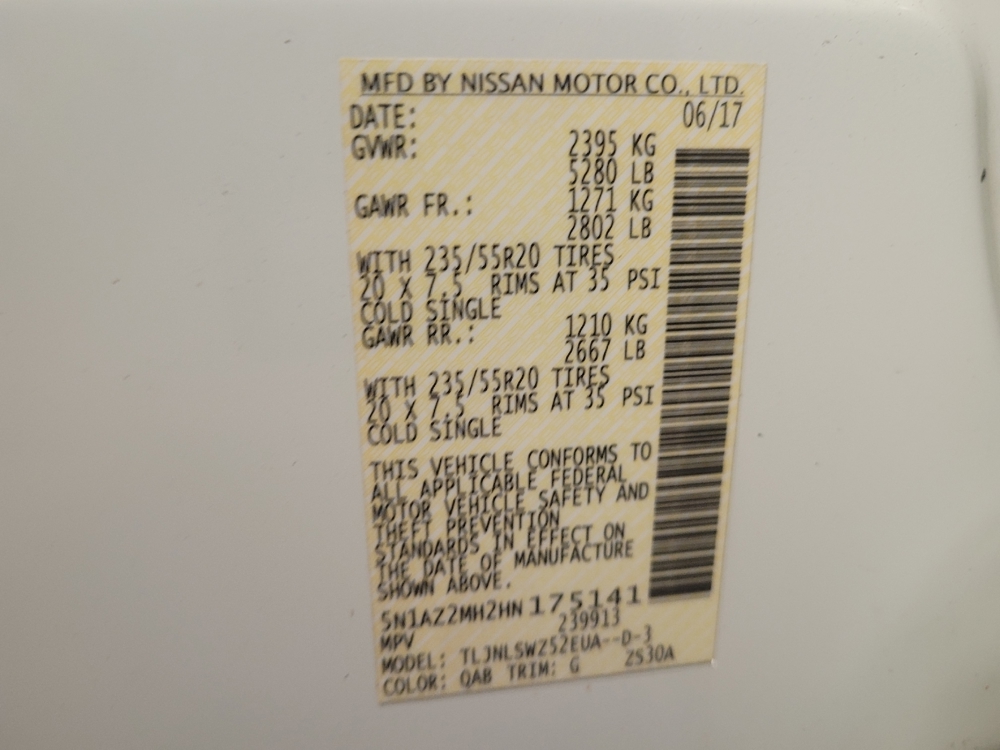 MFD BY NISSAN MOTOR CO., LTD.
DATE: 06/17
GVWR: 2395 KG
5280 LB
GAWR FR.: 1271 KG
2802 LB
WITH 235/55R20 TIRES
20 X 7.5 RIMS AT 35 PSI
COLD SINGLE
GAWR RR.: 1210 KG
2667 LB
WITH 235/55R20 TIRES
20 X 7.5 RIMS AT 35 PSI
COLD SINGLE
THIS VEHICLE CONFORMS TO
ALL APPLICABLE FEDERAL
MOTOR VEHICLE SAFETY AND
THEFT PREVENTION
STANDARDS IN EFFECT ON
THE DATE OF MANUFACTURE
SHOWN ABOVE.
5N1AZ2MH2HN175141
239913
MPV
MODEL: TLJNLSWZ52EUA--D-3
COLOR: QAB TRIM: G ZS30A